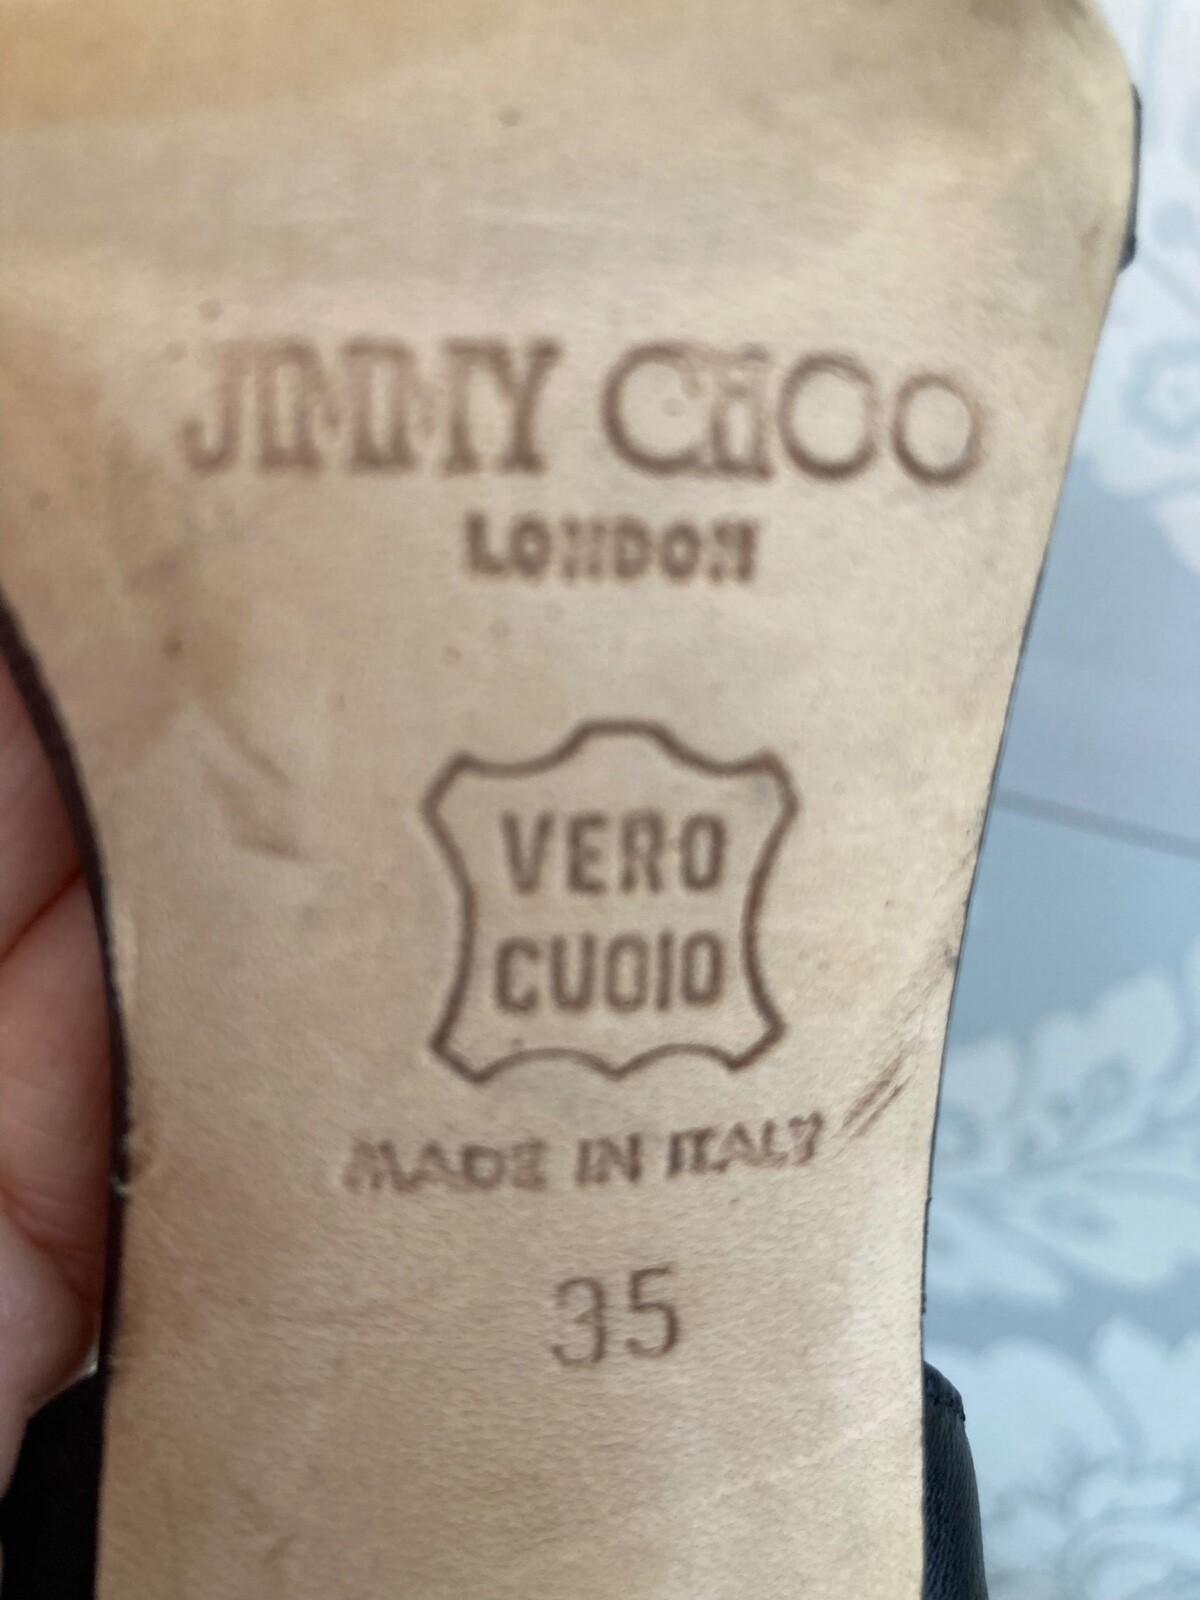 JIMMY CHOO
LONDON
VERO
CUOIO
MADE IN ITALY
35